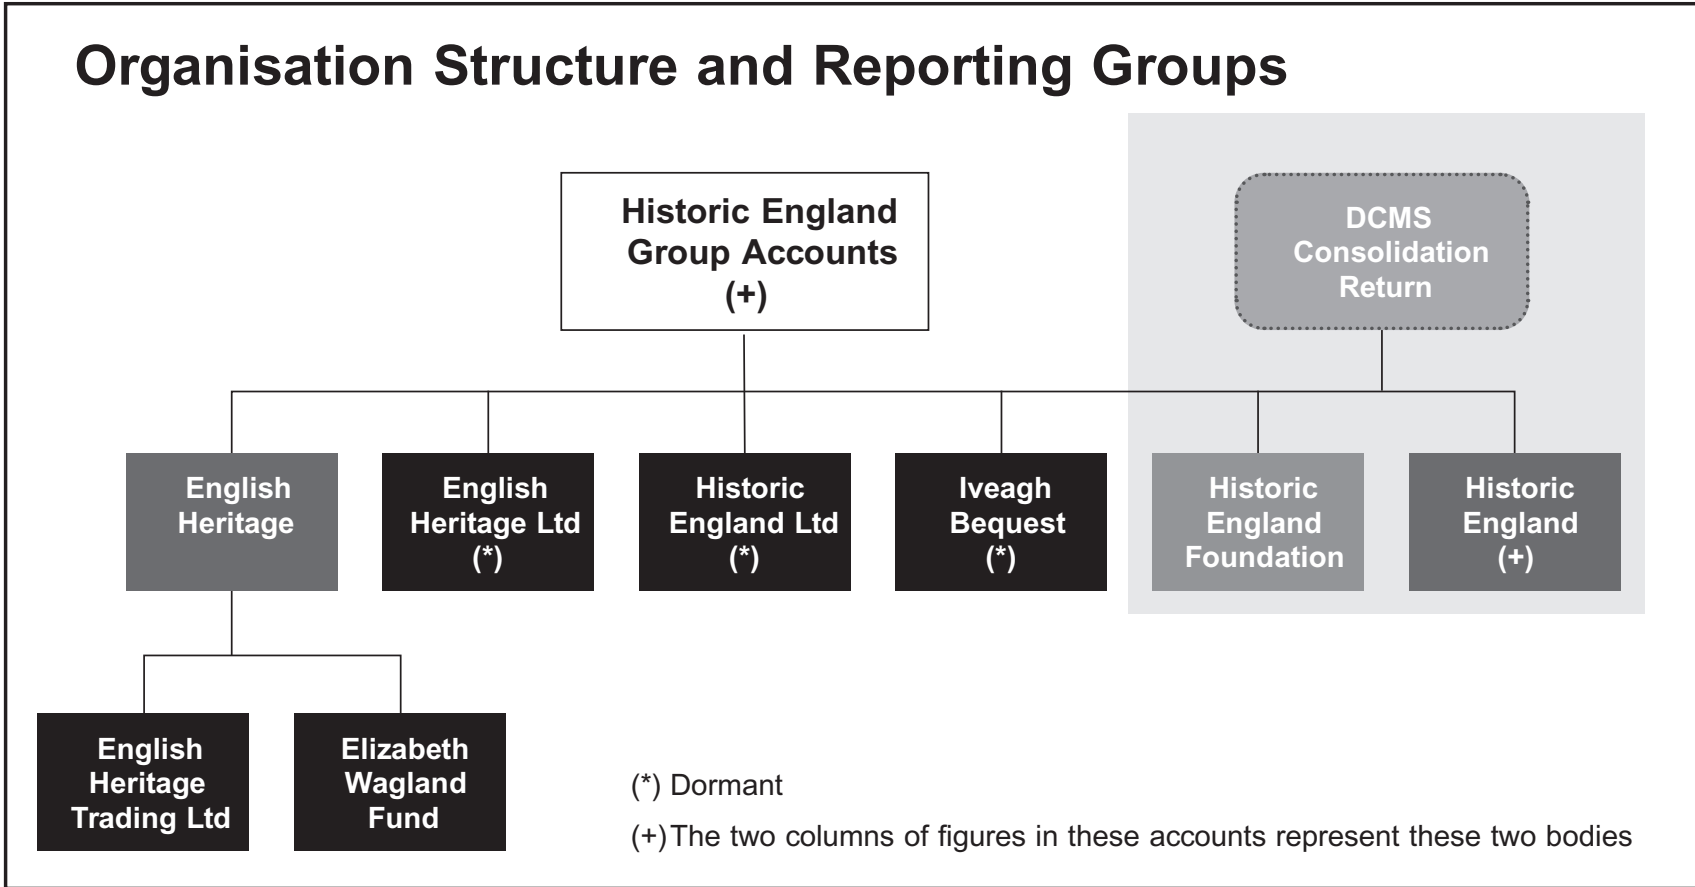 Organisation Structure and Reporting Groups
Historic England
Group Accounts
(+)
DCMS
Consolidation
Return
English
Heritage
English
Heritage Ltd
(*)
Historic
England Ltd
(*)
Iveagh
Bequest
(*)
Historic
England
Foundation
Historic
England
(+)
English
Heritage
Trading Ltd
Elizabeth
Wagland
Fund
(*) Dormant
(+) The two columns of figures in these accounts represent these two bodies